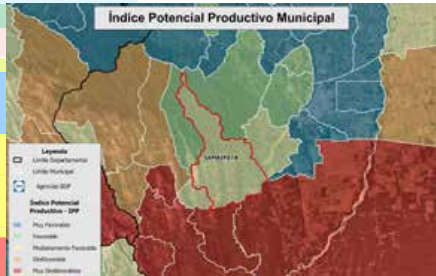 Índice Potencial Productivo Municipal
SAMAIPATA
Leyenda
Límite Departamental
Límite Municipal
Agencias BDP
Índice Potencial
Productivo - IPP
Muy Favorable
Favorable
Medianamente Favorable
Desfavorable
Muy Desfavorable